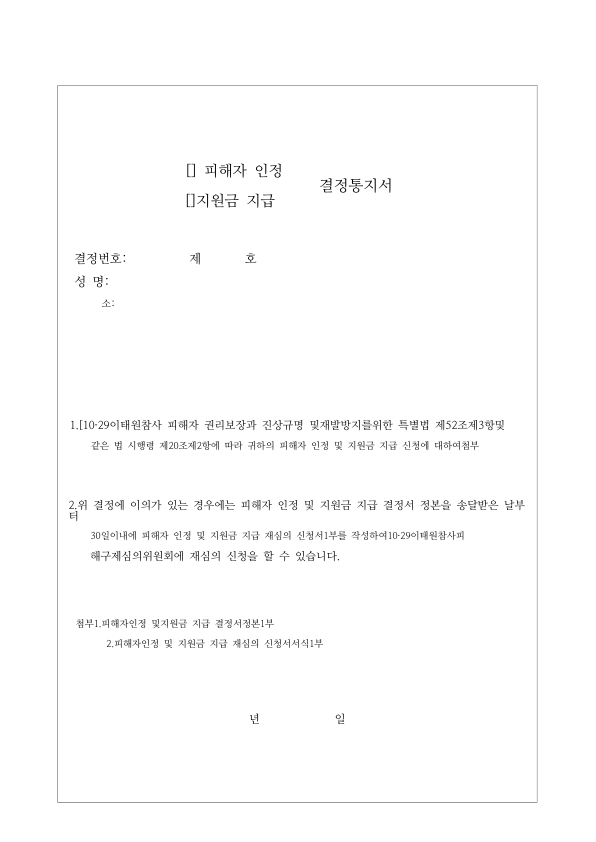 [] 피해자 인정
결정통지서
[]지원금 지급
결정번호: 제 호
성 명:
소:
1.[10·29이태원참사 피해자 권리보장과 진상규명 및재발방지를위한 특별법 제52조제3항및
같은 법 시행령 제20조제2항에 따라 귀하의 피해자 인정 및 지원금 지급 신청에 대하여첨부
2.위 결정에 이의가 있는 경우에는 피해자 인정 및 지원금 지급 결정서 정본을 송달받은 날부
터
30일이내에 피해자 인정 및 지원금 지급 재심의 신청서1부를 작성하여10·29이태원참사피
해구제심의위원회에 재심의 신청을 할 수 있습니다.
첨부1.피해자인정 및지원금 지급 결정서정본1부
2.피해자인정 및 지원금 지급 재심의 신청서서식1부
년 일